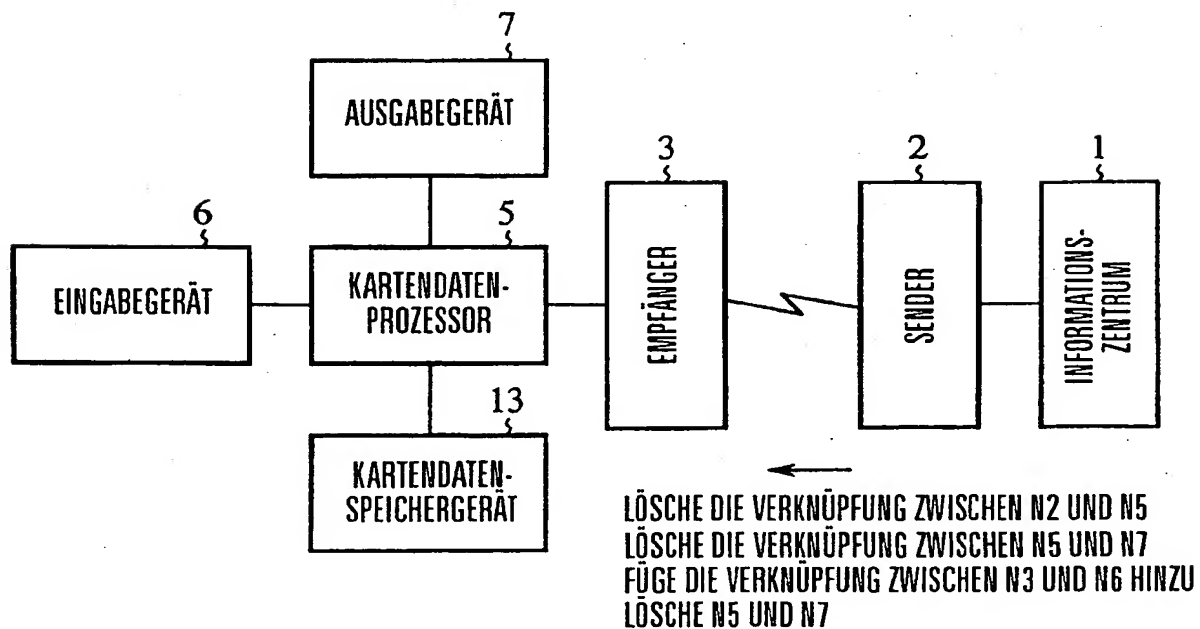 7
AUSGABEGERÄT
6
EINGABEGERÄT
5
KARTENDATEN-
PROZESSOR
13
KARTENDATEN-
SPEICHERGERÄT
3
EMPFÄNGER
2
SENDER
1
INFORMATIONS-
ZENTRUM
LÖSCHE DIE VERKNÜPFUNG ZWISCHEN N2 UND N5
LÖSCHE DIE VERKNÜPFUNG ZWISCHEN N5 UND N7
FÜGE DIE VERKNÜPFUNG ZWISCHEN N3 UND N6 HINZU
LÖSCHE N5 UND N7